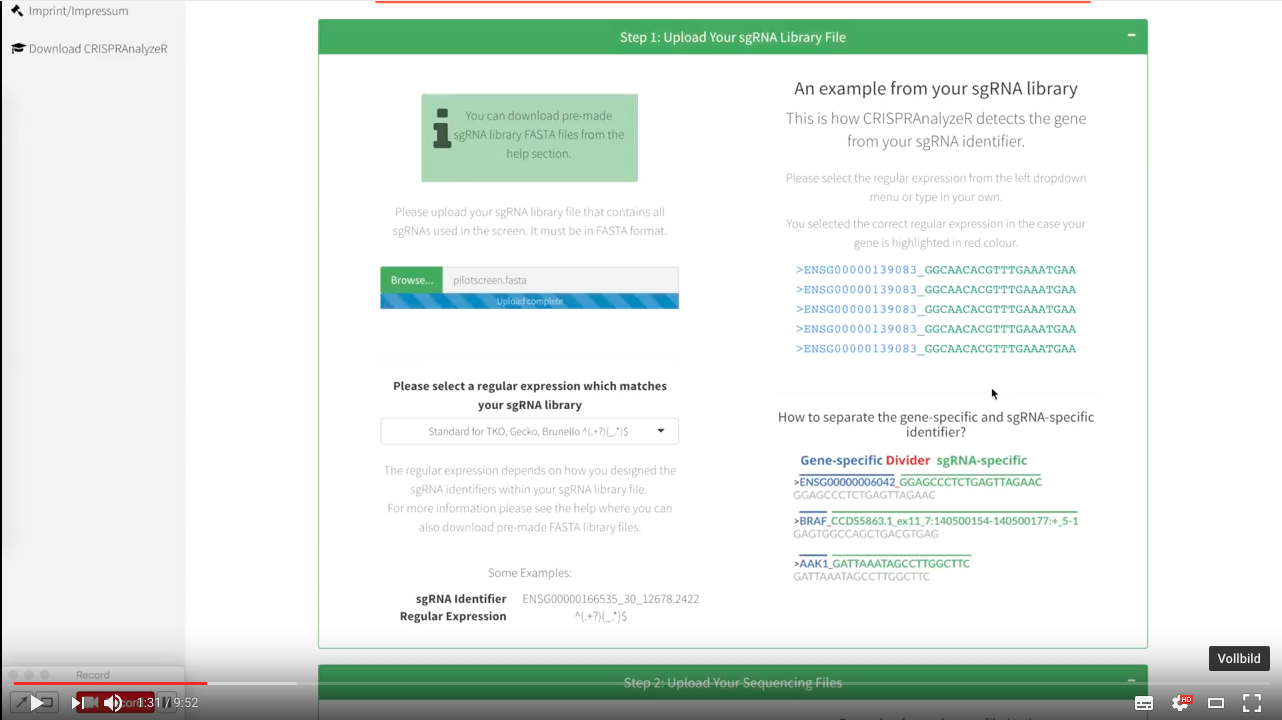 Imprint/Impressum
Download CRISPRAnalyzeR
Step 1: Upload Your sgRNA Library File
You can download pre-made
sgRNA library FASTA files from the
help section.
Please upload your sgRNA library file that contains all
sgRNAs used in the screen. It must be in FASTA format.
Browse... pilotscreen.fasta
Upload complete
Please select a regular expression which matches
your sgRNA library
Standard for TKO, Gecko, Brunello ^(.+?)(_.*)$
The regular expression depends on how you designed the
sgRNA identifiers within your sgRNA library file.
For more information please see the help where you can
also download pre-made FASTA library files.
Some Examples:
sgRNA Identifier ENSG00000166535_30_12678.2422
Regular Expression ^(.+?)(_.*)$
An example from your sgRNA library
This is how CRISPRAnalyzeR detects the gene
from your sgRNA identifier.
Please select the regular expression from the left dropdown
menu or type in your own.
You selected the correct regular expression in the case your
gene is highlighted in red colour.
>ENSG00000139083_GGCAACACGTTTGAAATGAA
>ENSG00000139083_GGCAACACGTTTGAAATGAA
>ENSG00000139083_GGCAACACGTTTGAAATGAA
>ENSG00000139083_GGCAACACGTTTGAAATGAA
>ENSG00000139083_GGCAACACGTTTGAAATGAA
How to separate the gene-specific and sgRNA-specific
identifier?
Gene-specific Divider sgRNA-specific
>ENSG00000006042_GGAGCCCTCTGAGTTAGAAC
GGAGCCCTCTGAGTTAGAAC
>BRAF_CCDS5863.1_ex11_7:140500154-140500177:+_5-1
GAGTGGCCAGCTGACGTGAG
>AAK1_GATTAAATAGCCTTGGCTTC
GATTAAATAGCCTTGGCTTC
Step 2: Upload Your Sequencing Files
Vollbild
Record
1:31 / 9:52
HD